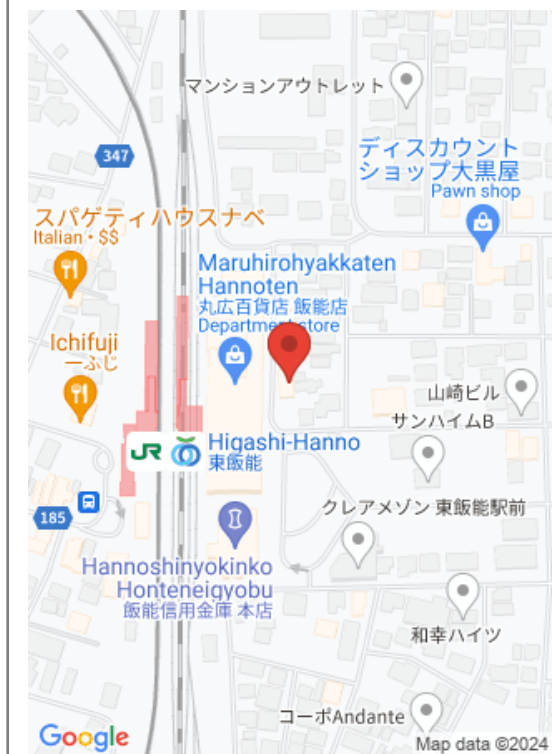 マンションアウトレット
347
ディスカウント
ショップ大黒屋
Pawn shop
スパゲティハウスナベ
Italian・$$
Maruhirohyakkaten
Hannoten
丸広百貨店 飯能店
Department store
Ichifuji
一ふじ
山崎ビル
サンハイムB
JR
Higashi-Hanno
東飯能
185
クレアメゾン 東飯能駅前
Hannoshinyokinko
Honteneigyobu
飯能信用金庫 本店
和幸ハイツ
コーポAndante
Google
Map data ©2024